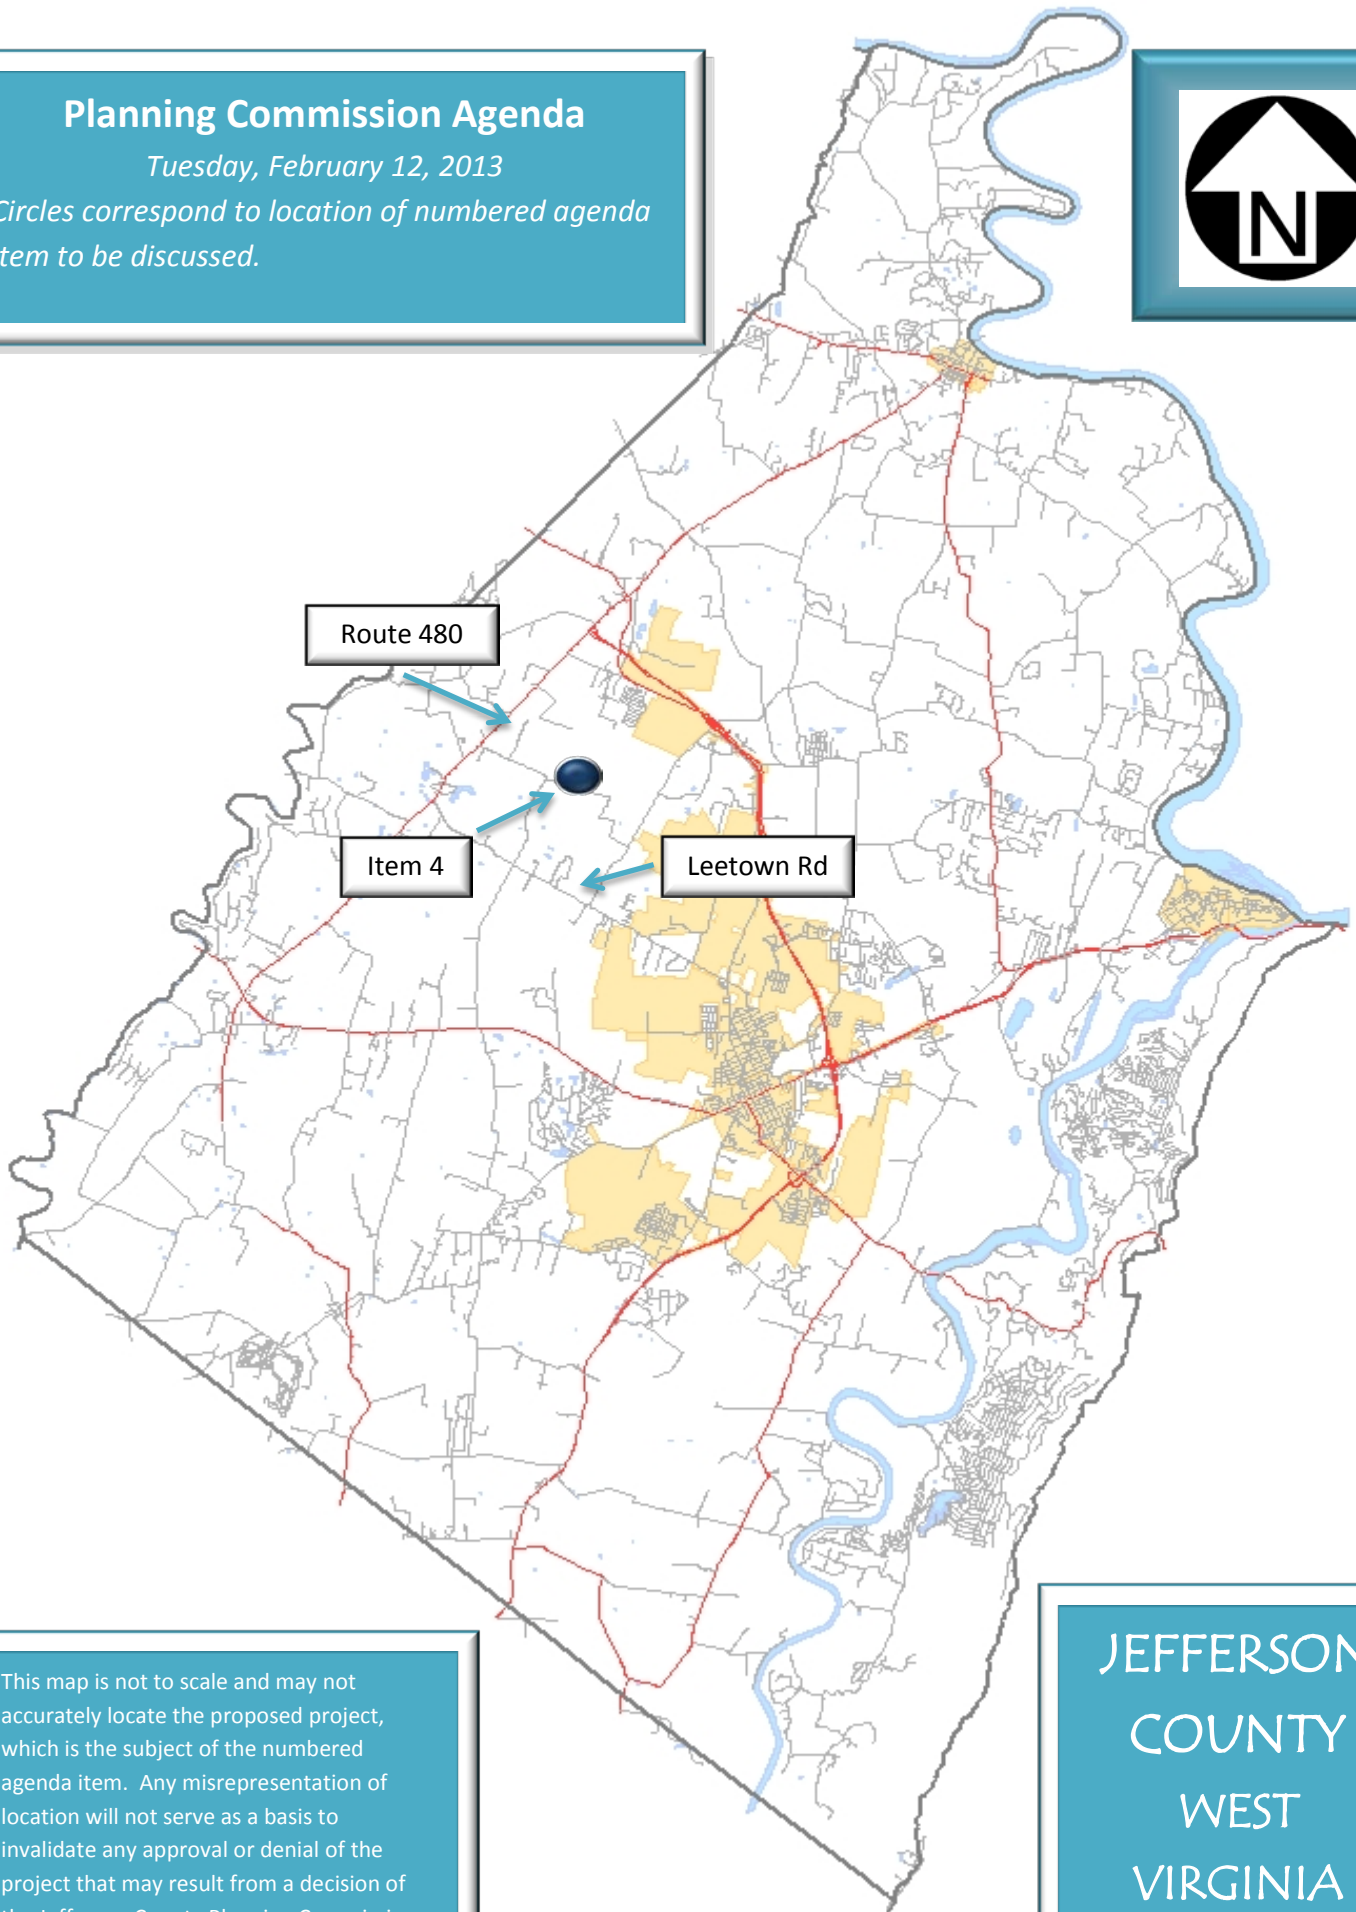 Planning Commission Agenda
Tuesday, February 12, 2013
Circles correspond to location of numbered agenda
item to be discussed.
N
Route 480
Item 4
Leetown Rd
This map is not to scale and may not
accurately locate the proposed project,
which is the subject of the numbered
agenda item. Any misrepresentation of
location will not serve as a basis to
invalidate any approval or denial of the
project that may result from a decision of
JEFFERSON
COUNTY
WEST
VIRGINIA